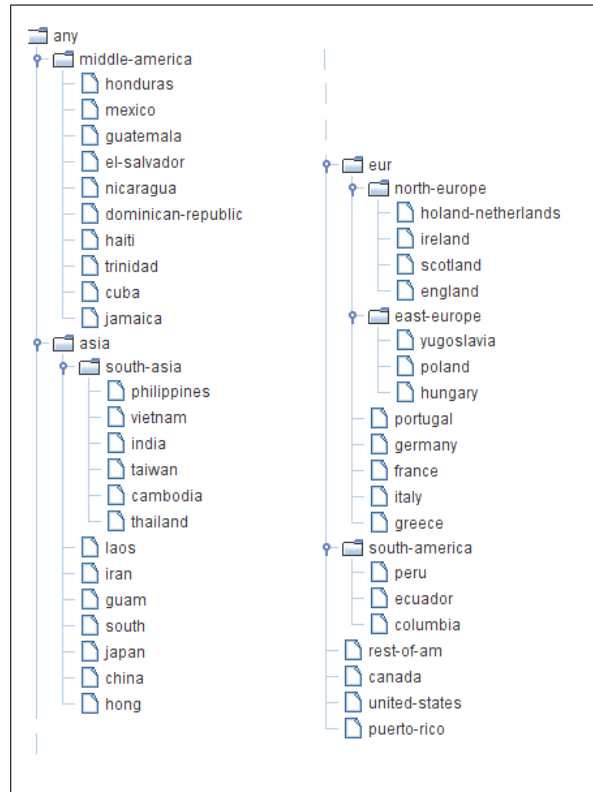 any
middle-america
honduras
mexico
guatemala
el-salvador
nicaragua
dominican-republic
haiti
trinidad
cuba
jamaica
asia
south-asia
philippines
vietnam
india
taiwan
cambodia
thailand
laos
iran
guam
south
japan
china
hong
eur
north-europe
holand-netherlands
ireland
scotland
england
east-europe
yugoslavia
poland
hungary
portugal
germany
france
italy
greece
south-america
peru
ecuador
columbia
rest-of-am
canada
united-states
puerto-rico